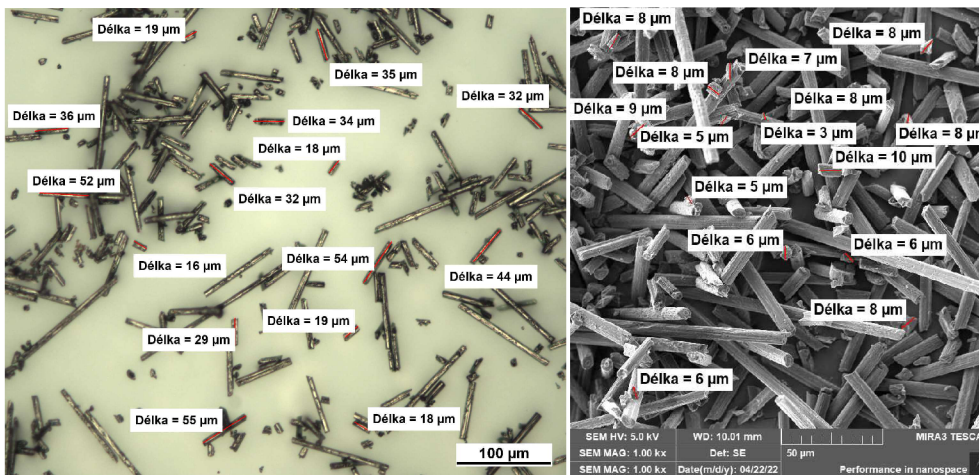 Délka = 19 µm
Délka = 35 µm
Délka = 32 µm
Délka = 36 µm
Délka = 34 µm
Délka = 18 µm
Délka = 52 µm
Délka = 32 µm
Délka = 16 µm
Délka = 54 µm
Délka = 44 µm
Délka = 19 µm
Délka = 29 µm
Délka = 55 µm
Délka = 18 µm
100 µm
Délka = 8 µm
Délka = 8 µm
Délka = 7 µm
Délka = 8 µm
Délka = 8 µm
Délka = 9 µm
Délka = 5 µm
Délka = 3 µm
Délka = 8 µm
Délka = 10 µm
Délka = 5 µm
Délka = 6 µm
Délka = 6 µm
Délka = 8 µm
Délka = 6 µm
SEM HV: 5.0 kV WD: 10.01 mm MIRA3 TESCA
SEM MAG: 1.00 kx Det: SE 50 µm
SEM MAG: 1.00 kx Date(m/d/y): 04/22/22 Performance in nanospace